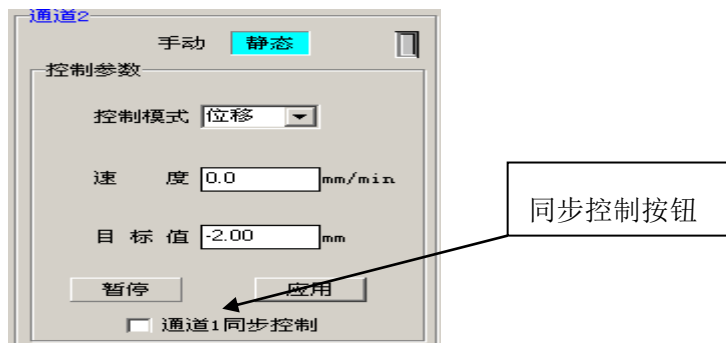 通道2
手动 静态
控制参数
控制模式 位移
速 度 0.0 mm/min
目 标 值 -2.00 mm
暂停 应用
通道1同步控制
同步控制按钮